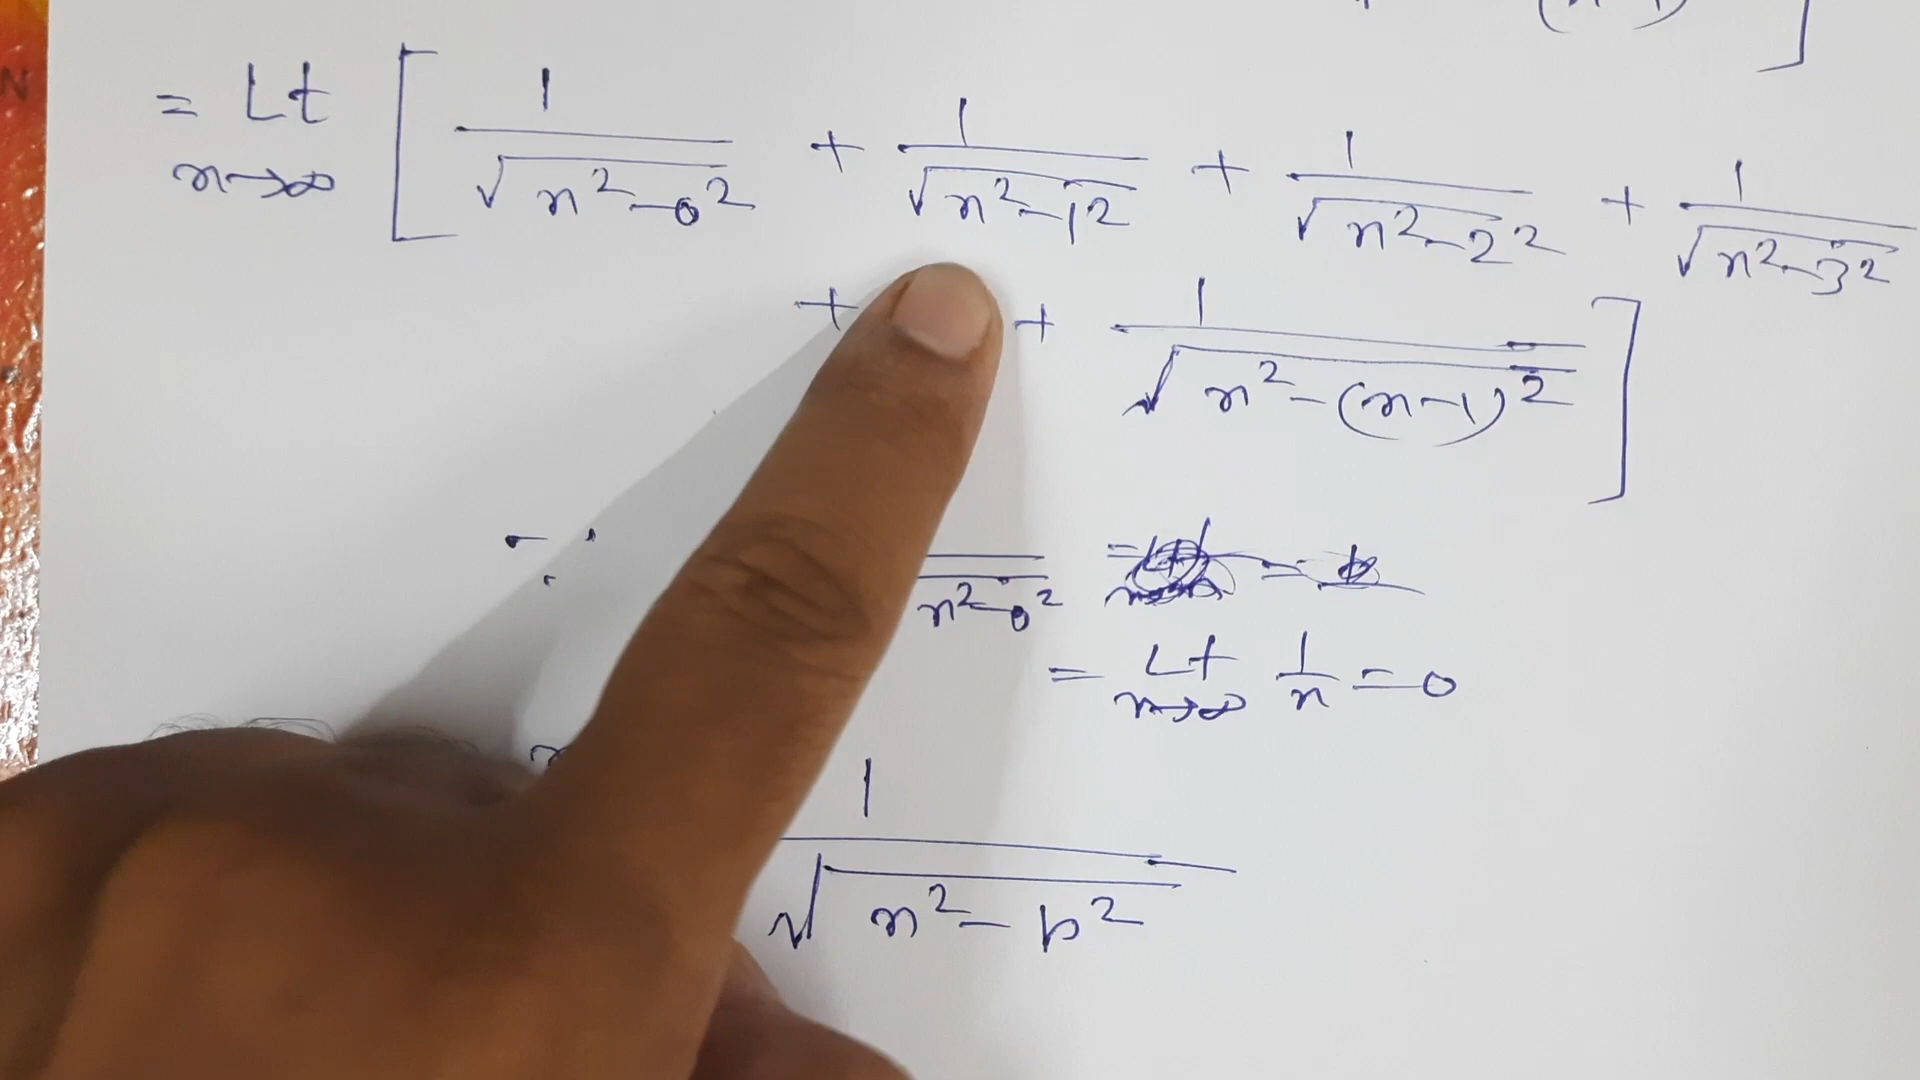 = Lt n→∞ [ 1/√(n²-0²) + 1/√(n²-1²) + 1/√(n²-2²) + 1/√(n²-3²)
+ + 1/√(n²-(n-1)²) ]
n²-0²
= Lt n→∞ 1/n = 0
1/√(n²-p²)